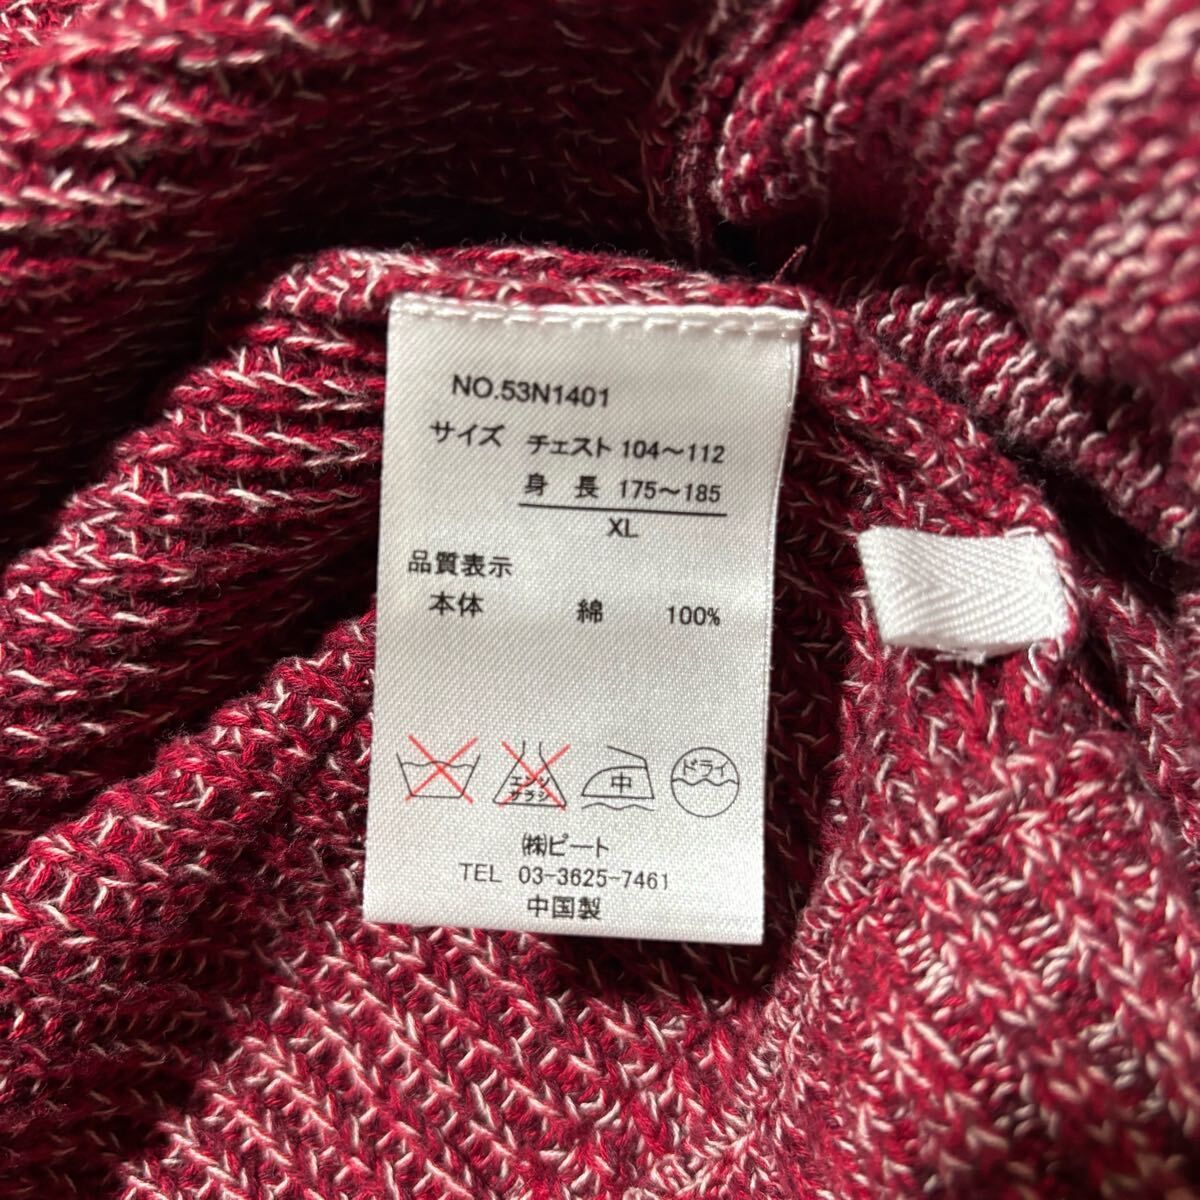 NO.53N1401
サイズ チェスト 104～112
身 長 175～185
XL
品質表示
本体 綿 100%
エンソ サラシ 中 ドライ
㈱ピート
TEL 03-3625-7461
中国製